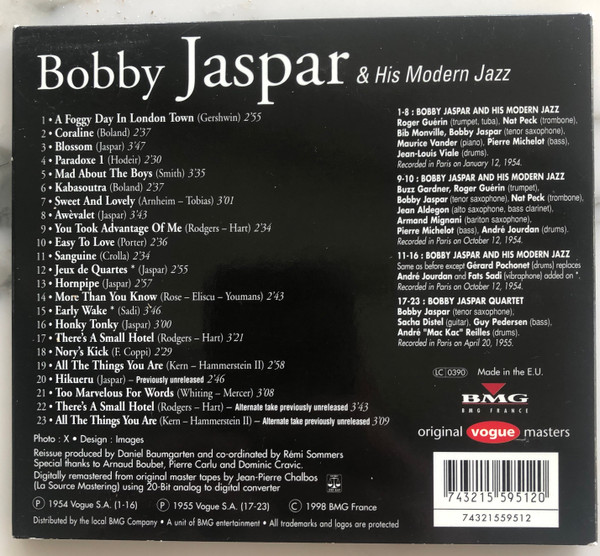 Bobby Jaspar & His Modern Jazz
1 • A Foggy Day In London Town (Gershwin) 2'55
2 • Coraline (Boland) 2'37
3 • Blossom (Jaspar) 3'47
4 • Paradoxe 1 (Hodeir) 2'30
5 • Mad About The Boys (Smith) 3'35
6 • Kabasoutra (Boland) 2'37
7 • Sweet And Lovely (Arnheim – Tobias) 3'01
8 • Awèvalet (Jaspar) 3'43
9 • You Took Advantage Of Me (Rodgers – Hart) 2'34
10 • Easy To Love (Porter) 2'36
11 • Sanguine (Crolla) 2'34
12 • Jeux de Quartes * (Jaspar) 2'55
13 • Hornpipe (Jaspar) 2'57
14 • More Than You Know (Rose – Eliscu – Youmans) 2'43
15 • Early Wake * (Sadi) 3'46
16 • Honky Tonky (Jaspar) 3'00
17 • There's A Small Hotel (Rodgers – Hart) 3'21
18 • Nory's Kick (F. Coppi) 2'29
19 • All The Things You Are (Kern – Hammerstein II) 2'58
20 • Hikueru (Jaspar) – Previously unreleased 2'46
21 • Too Marvelous For Words (Whiting – Mercer) 3'08
22 • There's A Small Hotel (Rodgers – Hart) – Alternate take previously unreleased 3'43
23 • All The Things You Are (Kern – Hammerstein II) – Alternate take previously unreleased 3'09
Photo : X • Design : Images
Reissue produced by Daniel Baumgarten and co-ordinated by Rémi Sommers
Special thanks to Arnaud Boubet, Pierre Carlu and Dominic Cravic.
Digitally remastered from original master tapes by Jean-Pierre Chalbos
(La Source Mastering) using 20-Bit analog to digital converter
℗ 1954 Vogue S.A. (1-16) ℗ 1955 Vogue S.A. (17-23) © 1998 BMG France
Distributed by the local BMG Company • A unit of BMG entertainment • All trademarks and logos are protected
1-8 : BOBBY JASPAR AND HIS MODERN JAZZ
Roger Guérin (trumpet, tuba), Nat Peck (trombone),
Bib Monville, Bobby Jaspar (tenor saxophone),
Maurice Vander (piano), Pierre Michelot (bass),
Jean-Louis Viale (drums).
Recorded in Paris on January 12, 1954.
9-10 : BOBBY JASPAR AND HIS MODERN JAZZ
Buzz Gardner, Roger Guérin (trumpet),
Bobby Jaspar (tenor saxophone), Nat Peck (trombone),
Jean Aldegon (alto saxophone, bass clarinet),
Armand Mignani (bariton saxophone),
Pierre Michelot (bass), André Jourdan (drums).
Recorded in Paris on October 12, 1954.
11-16 : BOBBY JASPAR AND HIS MODERN JAZZ
Same as before except Gérard Pochonet (drums) replaces
André Jourdan and Fats Sadi (vibraphone) added on *.
Recorded in Paris on October 12, 1954.
17-23 : BOBBY JASPAR QUARTET
Bobby Jaspar (tenor saxophone),
Sacha Distel (guitar), Guy Pedersen (bass),
André "Mac Kac" Reilles (drums).
Recorded in Paris on April 20, 1955.
LC 0390 Made in the E.U.
BMG
BMG FRANCE
original vogue masters
743215 595120
74321559512